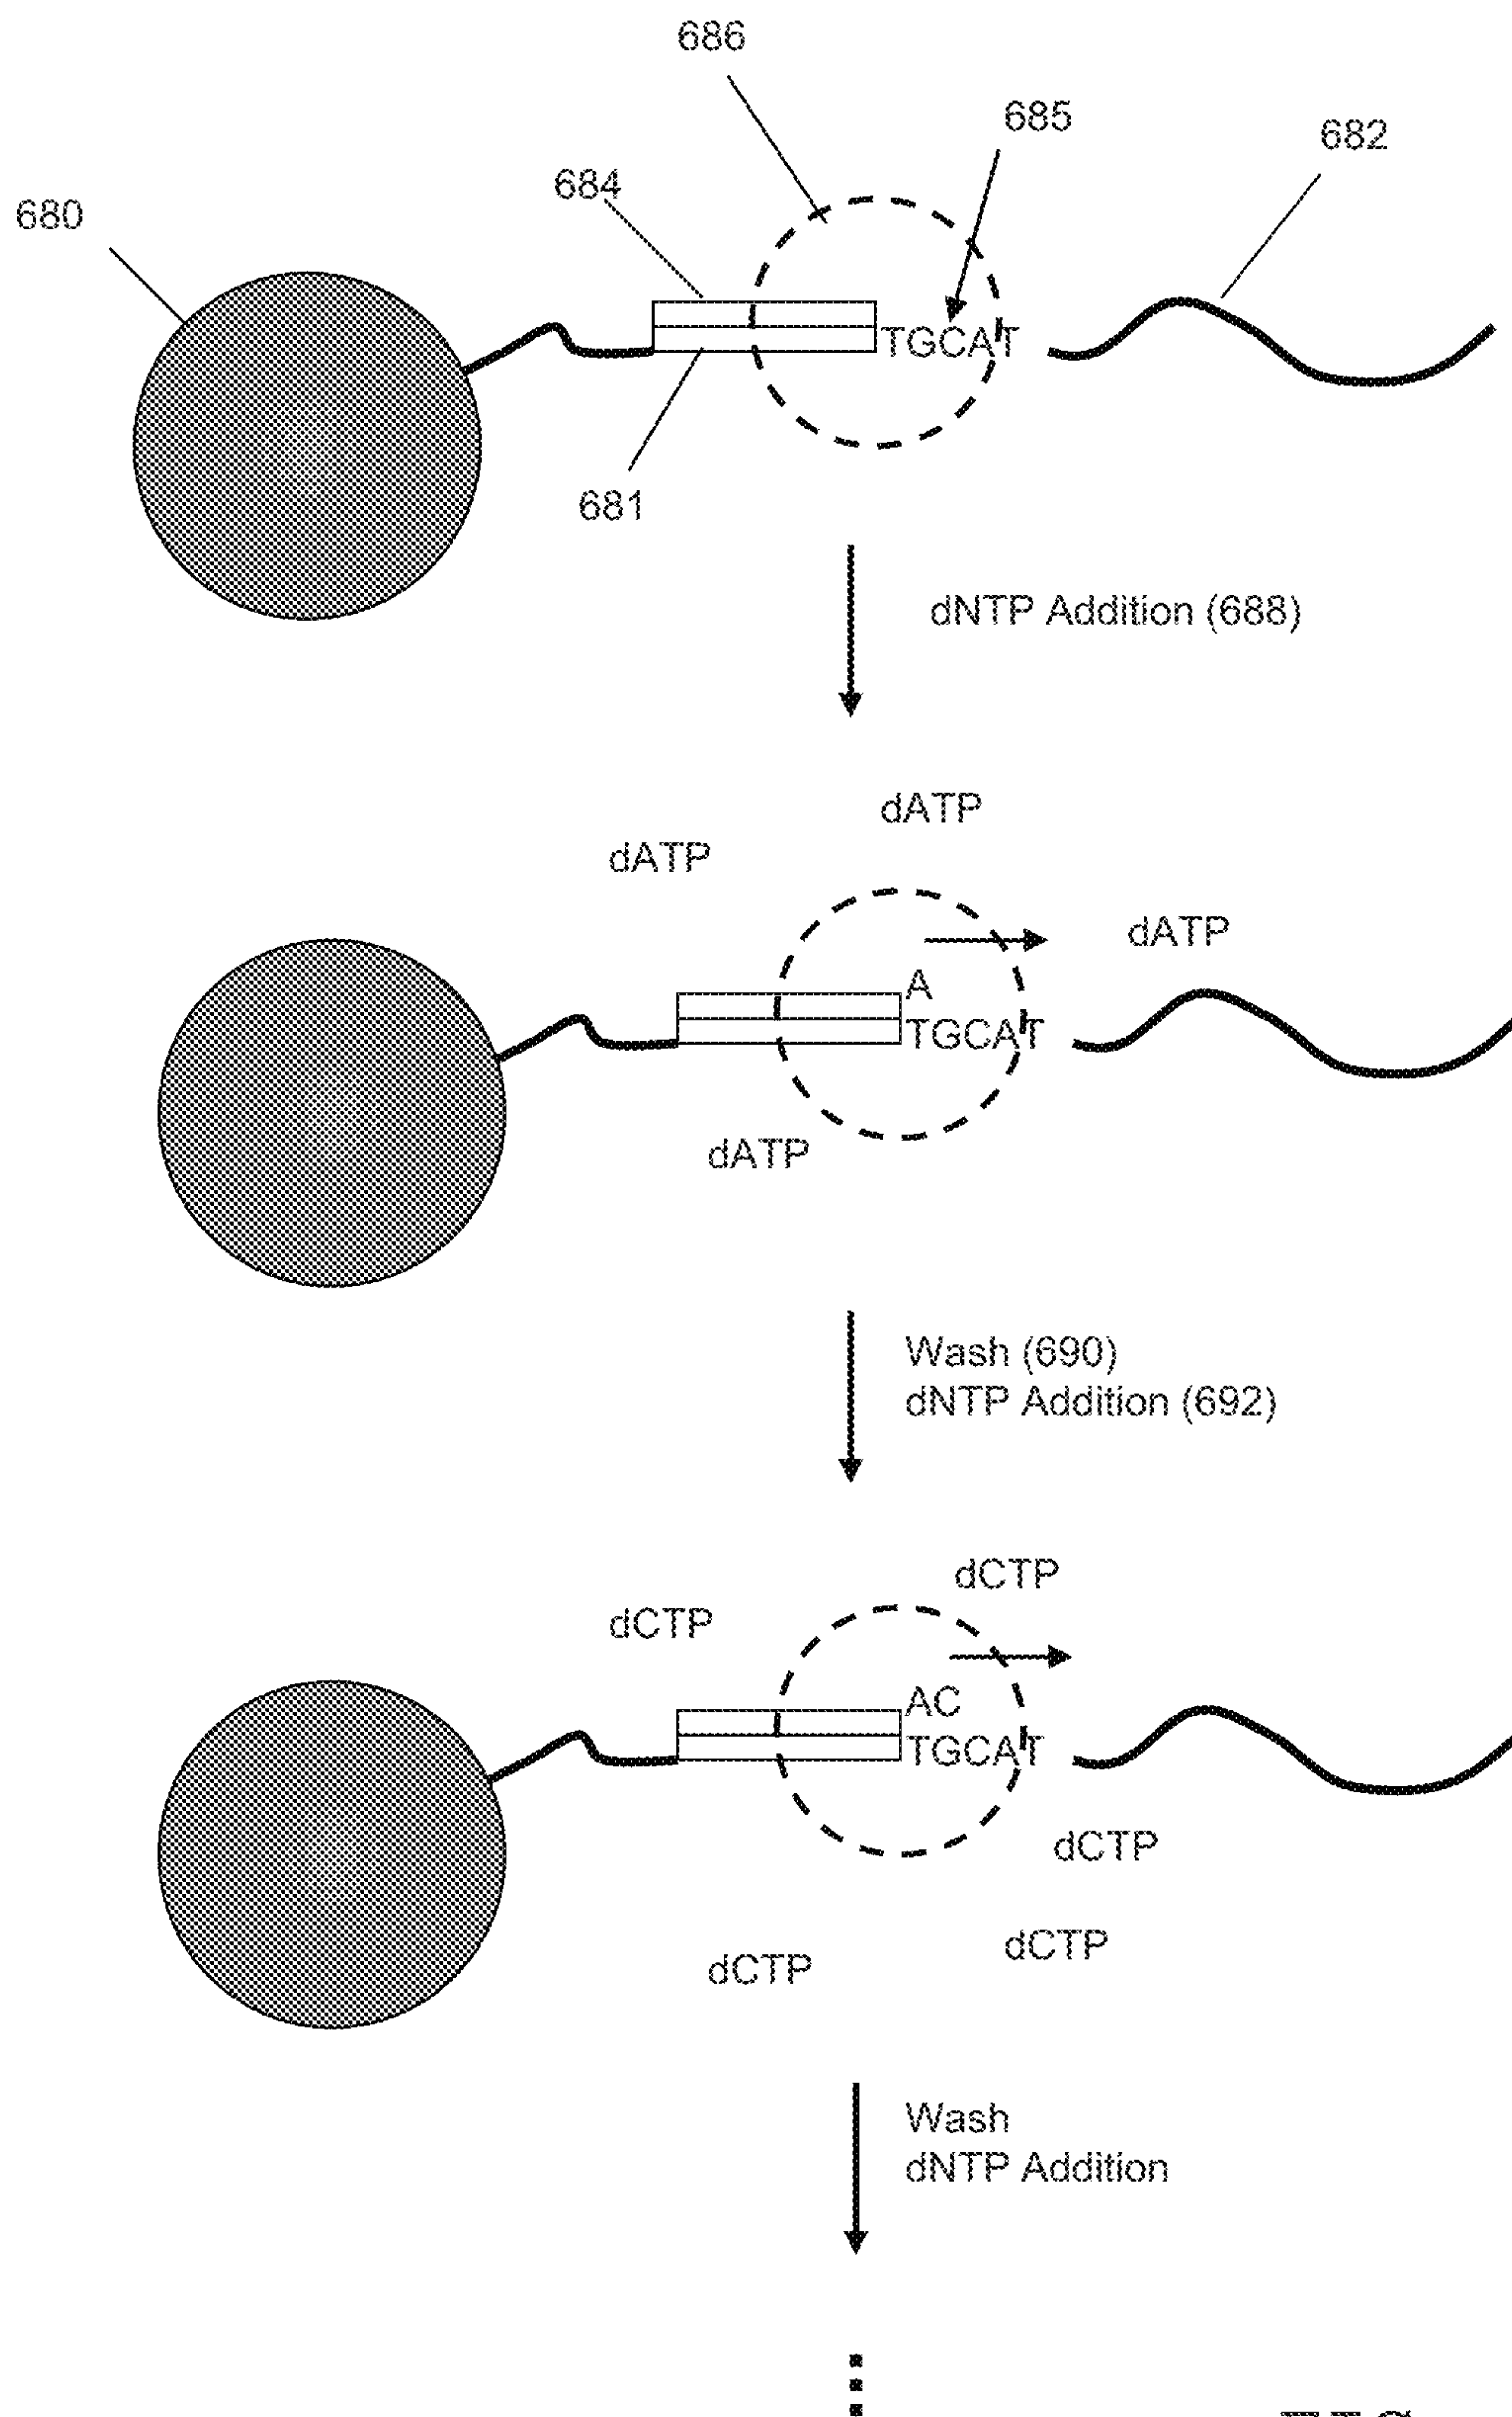 686
685
682
684
680
TGCAT
681
dNTP Addition (688)
dATP
dATP
dATP
A
TGCAT
dATP
Wash (690)
dNTP Addition (692)
dCTP
dCTP
AC
TGCAT
dCTP
dCTP
dCTP
Wash
dNTP Addition